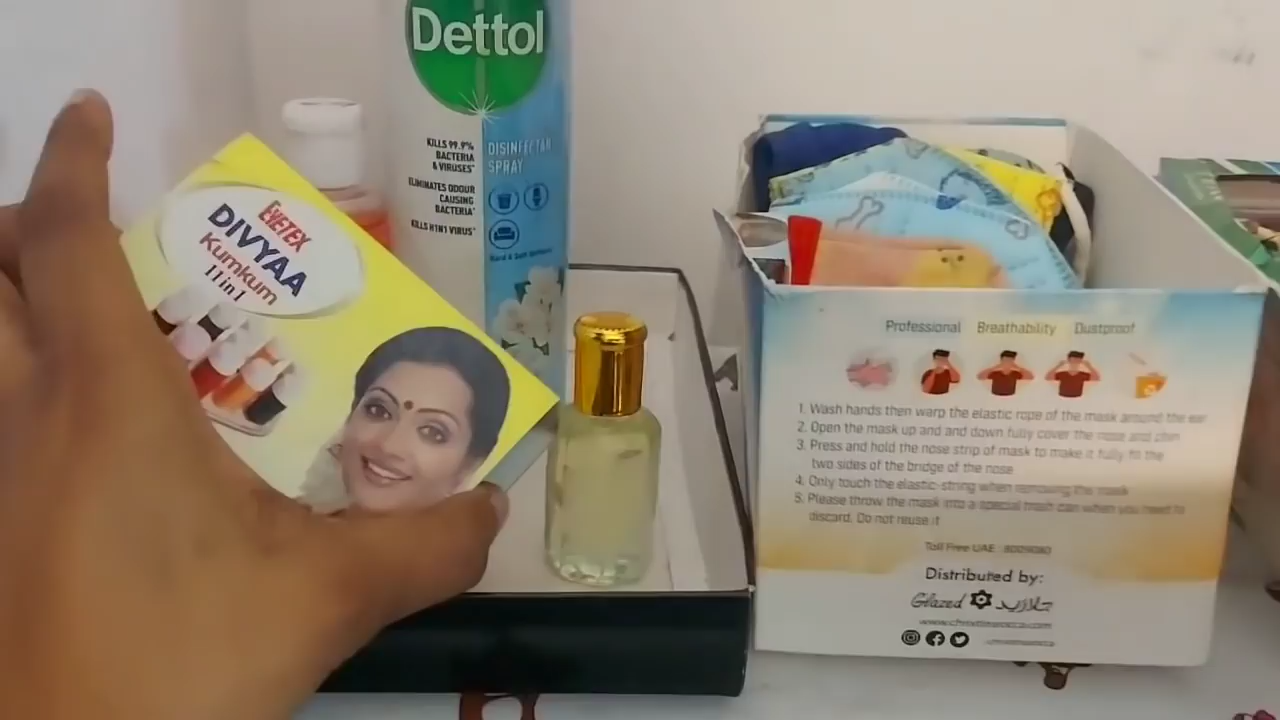 Dettol
KILLS 99.9%
BACTERIA
& VIRUSES*
ELIMINATES ODOUR
CAUSING
BACTERIA*
KILLS H1N1 VIRUS*
DISINFECTANT
SPRAY
EYETEX
DIVYAA
Kumkum
11 in 1
Professional Breathability Dustproof
1. Wash hands then warp the elastic rope of the mask around the ear
2. Open the mask up and and down fully cover the nose and chin
3. Press and hold the nose strip of mask to make it fully fo the
two sides of the bridge of the nose
4. Only touch the elastic-string when removing the mask
5. Please throw the mask into a special trash can when you need to
discard. Do not reuse it
Toll Free UAE : 8009080
Distributed by:
Glazed جلازيد